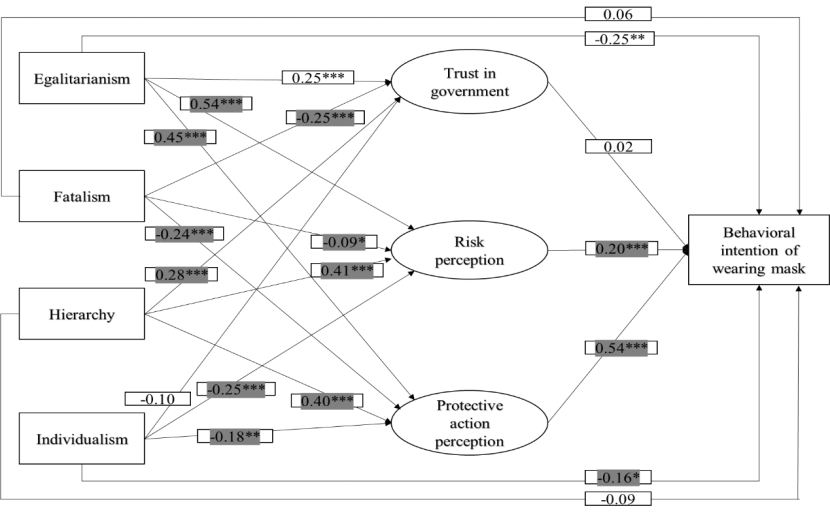 0.06
-0.25**
Egalitarianism
0.25***
Trust in
government
0.54***
-0.25***
0.45***
0.02
Fatalism
-0.24***
-0.09*
Risk
perception
0.20***
Behavioral
intention of
wearing mask
0.28***
0.41***
Hierarchy
0.54***
-0.10
-0.25***
0.40***
Protective
action
perception
Individualism
-0.18**
-0.16*
-0.09